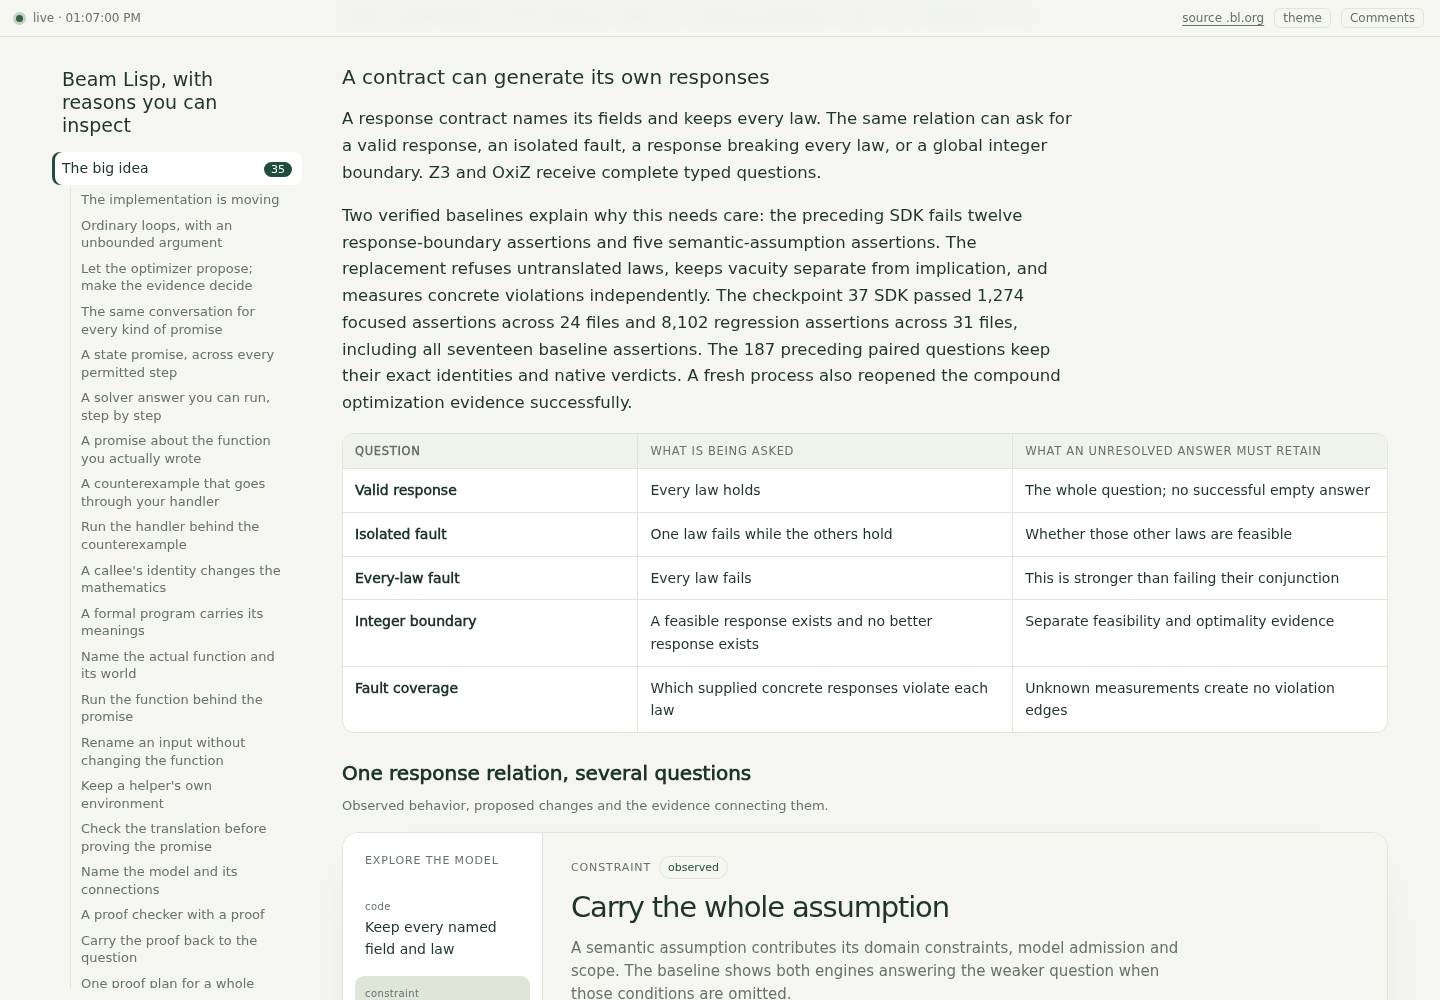 live · 01:07:00 PM
source .bl.org
theme
Comments
Beam Lisp, with
reasons you can
inspect
The big idea
35
The implementation is moving
Ordinary loops, with an
unbounded argument
Let the optimizer propose;
make the evidence decide
The same conversation for
every kind of promise
A state promise, across every
permitted step
A solver answer you can run,
step by step
A promise about the function
you actually wrote
A counterexample that goes
through your handler
Run the handler behind the
counterexample
A callee's identity changes the
mathematics
A formal program carries its
meanings
Name the actual function and
its world
Run the function behind the
promise
Rename an input without
changing the function
Keep a helper's own
environment
Check the translation before
proving the promise
Name the model and its
connections
A proof checker with a proof
Carry the proof back to the
question
One proof plan for a whole
A contract can generate its own responses
A response contract names its fields and keeps every law. The same relation can ask for
a valid response, an isolated fault, a response breaking every law, or a global integer
boundary. Z3 and OxiZ receive complete typed questions.
Two verified baselines explain why this needs care: the preceding SDK fails twelve
response-boundary assertions and five semantic-assumption assertions. The
replacement refuses untranslated laws, keeps vacuity separate from implication, and
measures concrete violations independently. The checkpoint 37 SDK passed 1,274
focused assertions across 24 files and 8,102 regression assertions across 31 files,
including all seventeen baseline assertions. The 187 preceding paired questions keep
their exact identities and native verdicts. A fresh process also reopened the compound
optimization evidence successfully.
QUESTION
WHAT IS BEING ASKED
WHAT AN UNRESOLVED ANSWER MUST RETAIN
Valid response
Every law holds
The whole question; no successful empty answer
Isolated fault
One law fails while the others hold
Whether those other laws are feasible
Every-law fault
Every law fails
This is stronger than failing their conjunction
Integer boundary
A feasible response exists and no better
response exists
Separate feasibility and optimality evidence
Fault coverage
Which supplied concrete responses violate each
law
Unknown measurements create no violation
edges
One response relation, several questions
Observed behavior, proposed changes and the evidence connecting them.
EXPLORE THE MODEL
code
Keep every named
field and law
constraint
CONSTRAINT
observed
Carry the whole assumption
A semantic assumption contributes its domain constraints, model admission and
scope. The baseline shows both engines answering the weaker question when
those conditions are omitted.